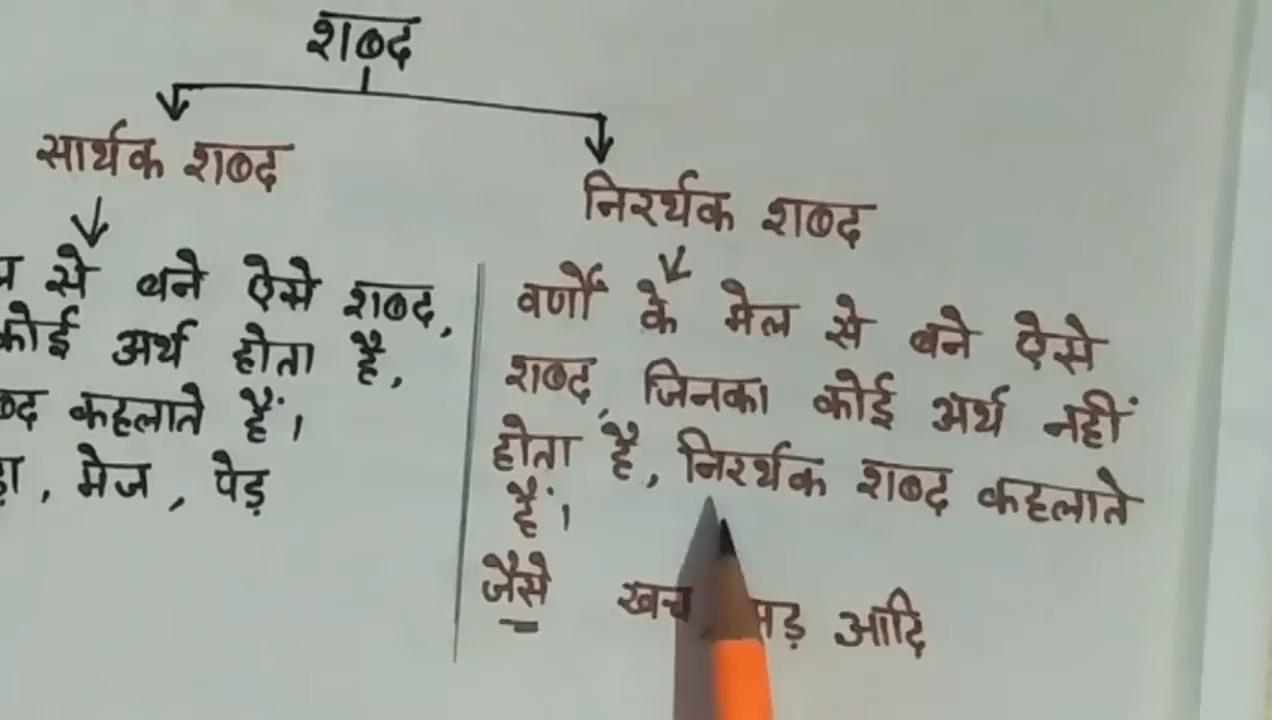 शब्द
सार्थक शब्द
से बने ऐसे शब्द,
कोई अर्थ होता है,
कहलाते हैं।
, मेज, पेड़
निरर्थक शब्द
वर्णों के मेल से बने ऐसे
शब्द, जिनका कोई अर्थ नहीं
होता है, निरर्थक शब्द कहलाते
हैं।
जैसे आदि